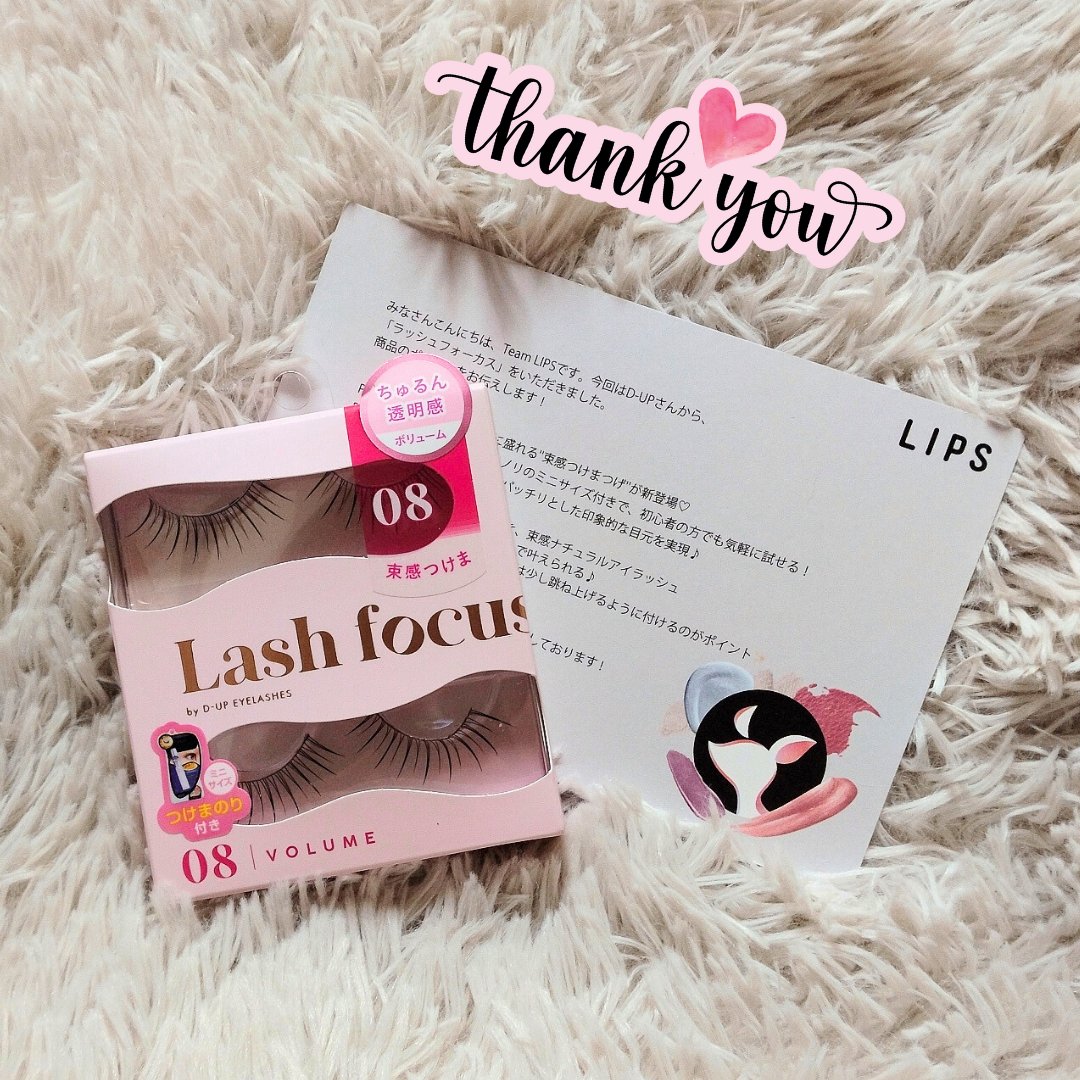 thank you
みなさんこんにちは、Team LIPSです。今回はD-UPさんから、
「ラッシュフォーカス」をいただきました。
商品の
お伝えします！
LIPS
に盛れる"束感つけまつげ"が新登場♡
ノリのミニサイズ付きで、初心者の方でも気軽に試せる！
パッチリとした印象的な目元を実現♪
、束感ナチュラルアイラッシュ
で叶えられる♪
は少し跳ね上げるように付けるのがポイント
しております！
ちゅるん
透明感
ボリューム
08
束感つけま
Lash focus
by D-UP EYELASHES
ミニ
サイズ
つけまのり
付き
08 | VOLUME